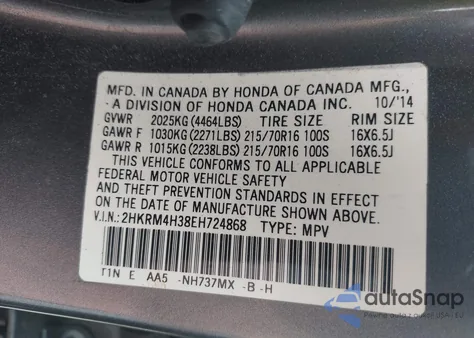 MFD. IN CANADA BY HONDA OF CANADA MFG.,
- A DIVISION OF HONDA CANADA INC. 10/'14
GVWR 2025KG (4464LBS) TIRE SIZE RIM SIZE
GAWR F 1030KG (2271LBS) 215/70R16 100S 16X6.5J
GAWR R 1015KG (2238LBS) 215/70R16 100S 16X6.5J
THIS VEHICLE CONFORMS TO ALL APPLICABLE
FEDERAL MOTOR VEHICLE SAFETY
AND THEFT PREVENTION STANDARDS IN EFFECT
ON THE DATE OF MANUFACTURE SHOWN
ABOVE.
V.I.N.: 2HKRM4H38EH724868 TYPE: MPV
T1N E AA5 -NH737MX -B -H
autoSnap